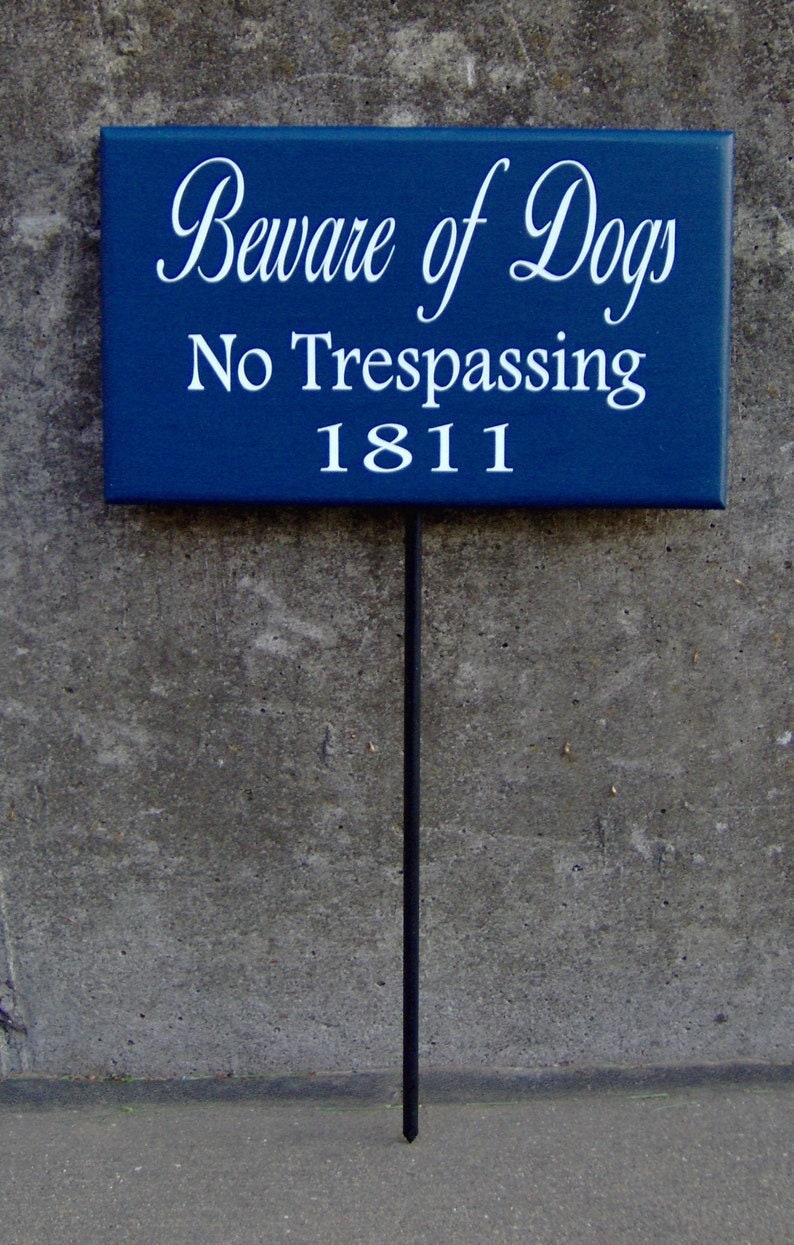 Beware of Dogs
No Trespassing
1811